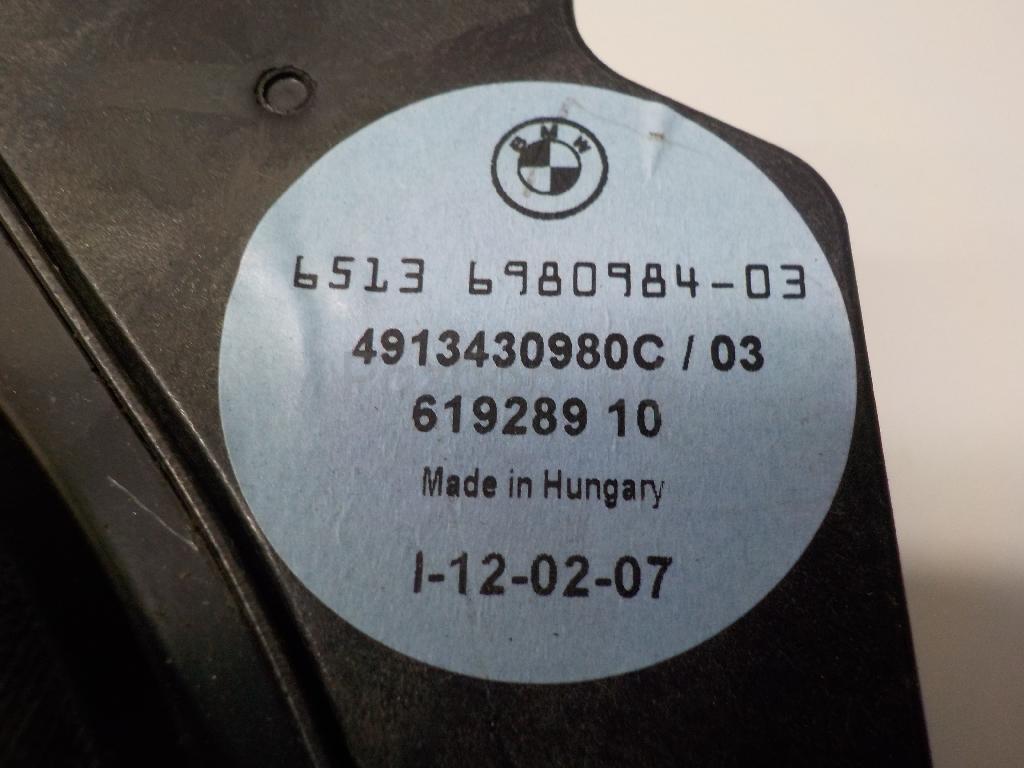 BMW
6513 6980984-03
4913430980C / 03
619289 10
Made in Hungary
I-12-02-07